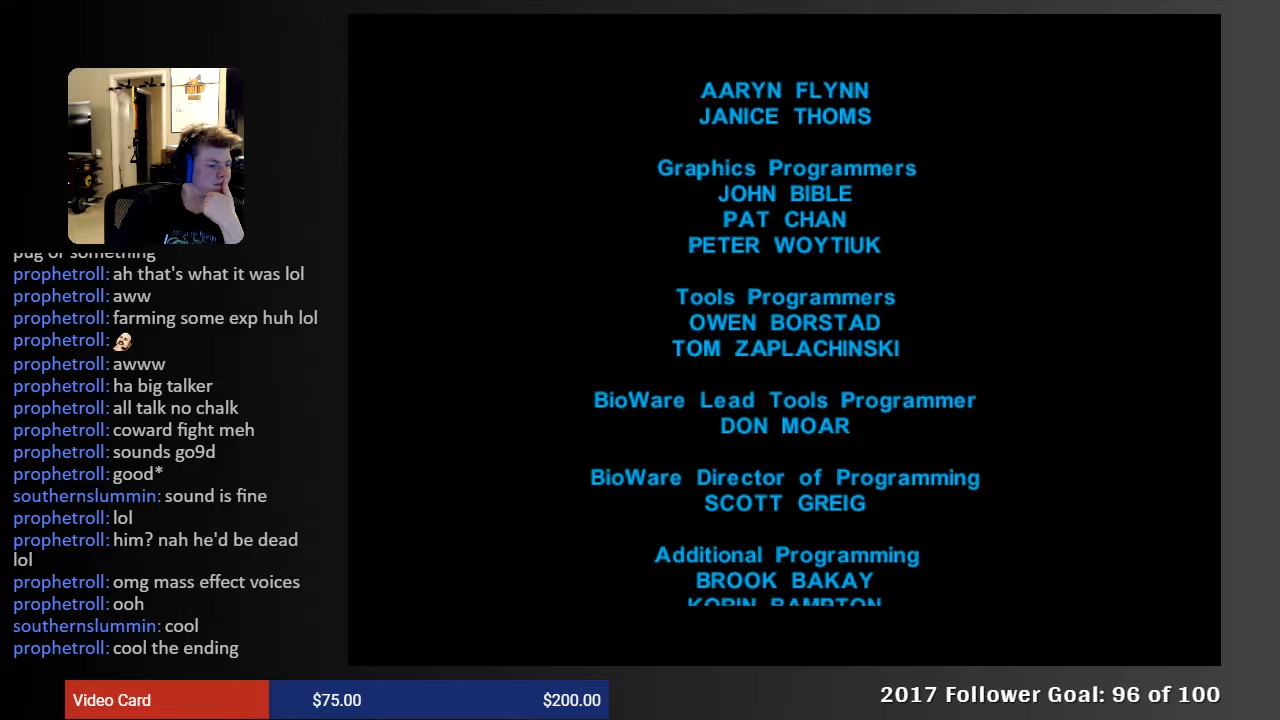 AARYN FLYNN
JANICE THOMS
Graphics Programmers
JOHN BIBLE
PAT CHAN
PETER WOYTIUK
Tools Programmers
OWEN BORSTAD
TOM ZAPLACHINSKI
BioWare Lead Tools Programmer
DON MOAR
BioWare Director of Programming
SCOTT GREIG
Additional Programming
BROOK BAKAY
KORIN BAMPTON
pug or something
prophetroll: ah that's what it was lol
prophetroll: aww
prophetroll: farming some exp huh lol
prophetroll:
prophetroll: awww
prophetroll: ha big talker
prophetroll: all talk no chalk
prophetroll: coward fight meh
prophetroll: sounds go9d
prophetroll: good*
southernslummin: sound is fine
prophetroll: lol
prophetroll: him? nah he'd be dead
lol
prophetroll: omg mass effect voices
prophetroll: ooh
southernslummin: cool
prophetroll: cool the ending
Video Card $75.00 $200.00
2017 Follower Goal: 96 of 100